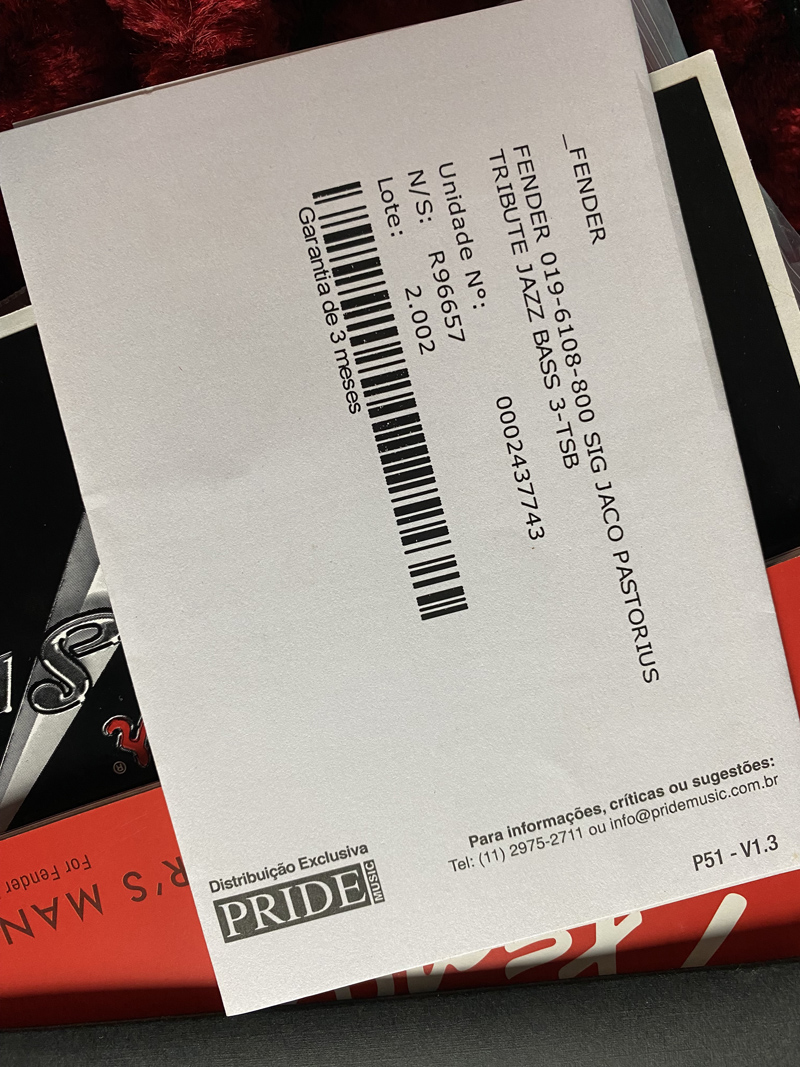 _FENDER
FENDER 019-6108-800 SIG JACO PASTORIUS
TRIBUTE JAZZ BASS 3-TSB
Unidade Nº: 0002437743
N/S: R96657
Lote: 2.002
Garantia de 3 meses
Para informações, críticas ou sugestões:
Tel: (11) 2975-2711 ou info@pridemusic.com.br
P51 - V1.3
Distribuição Exclusiva
PRIDE MUSIC
R'S MAN
For Fender
®